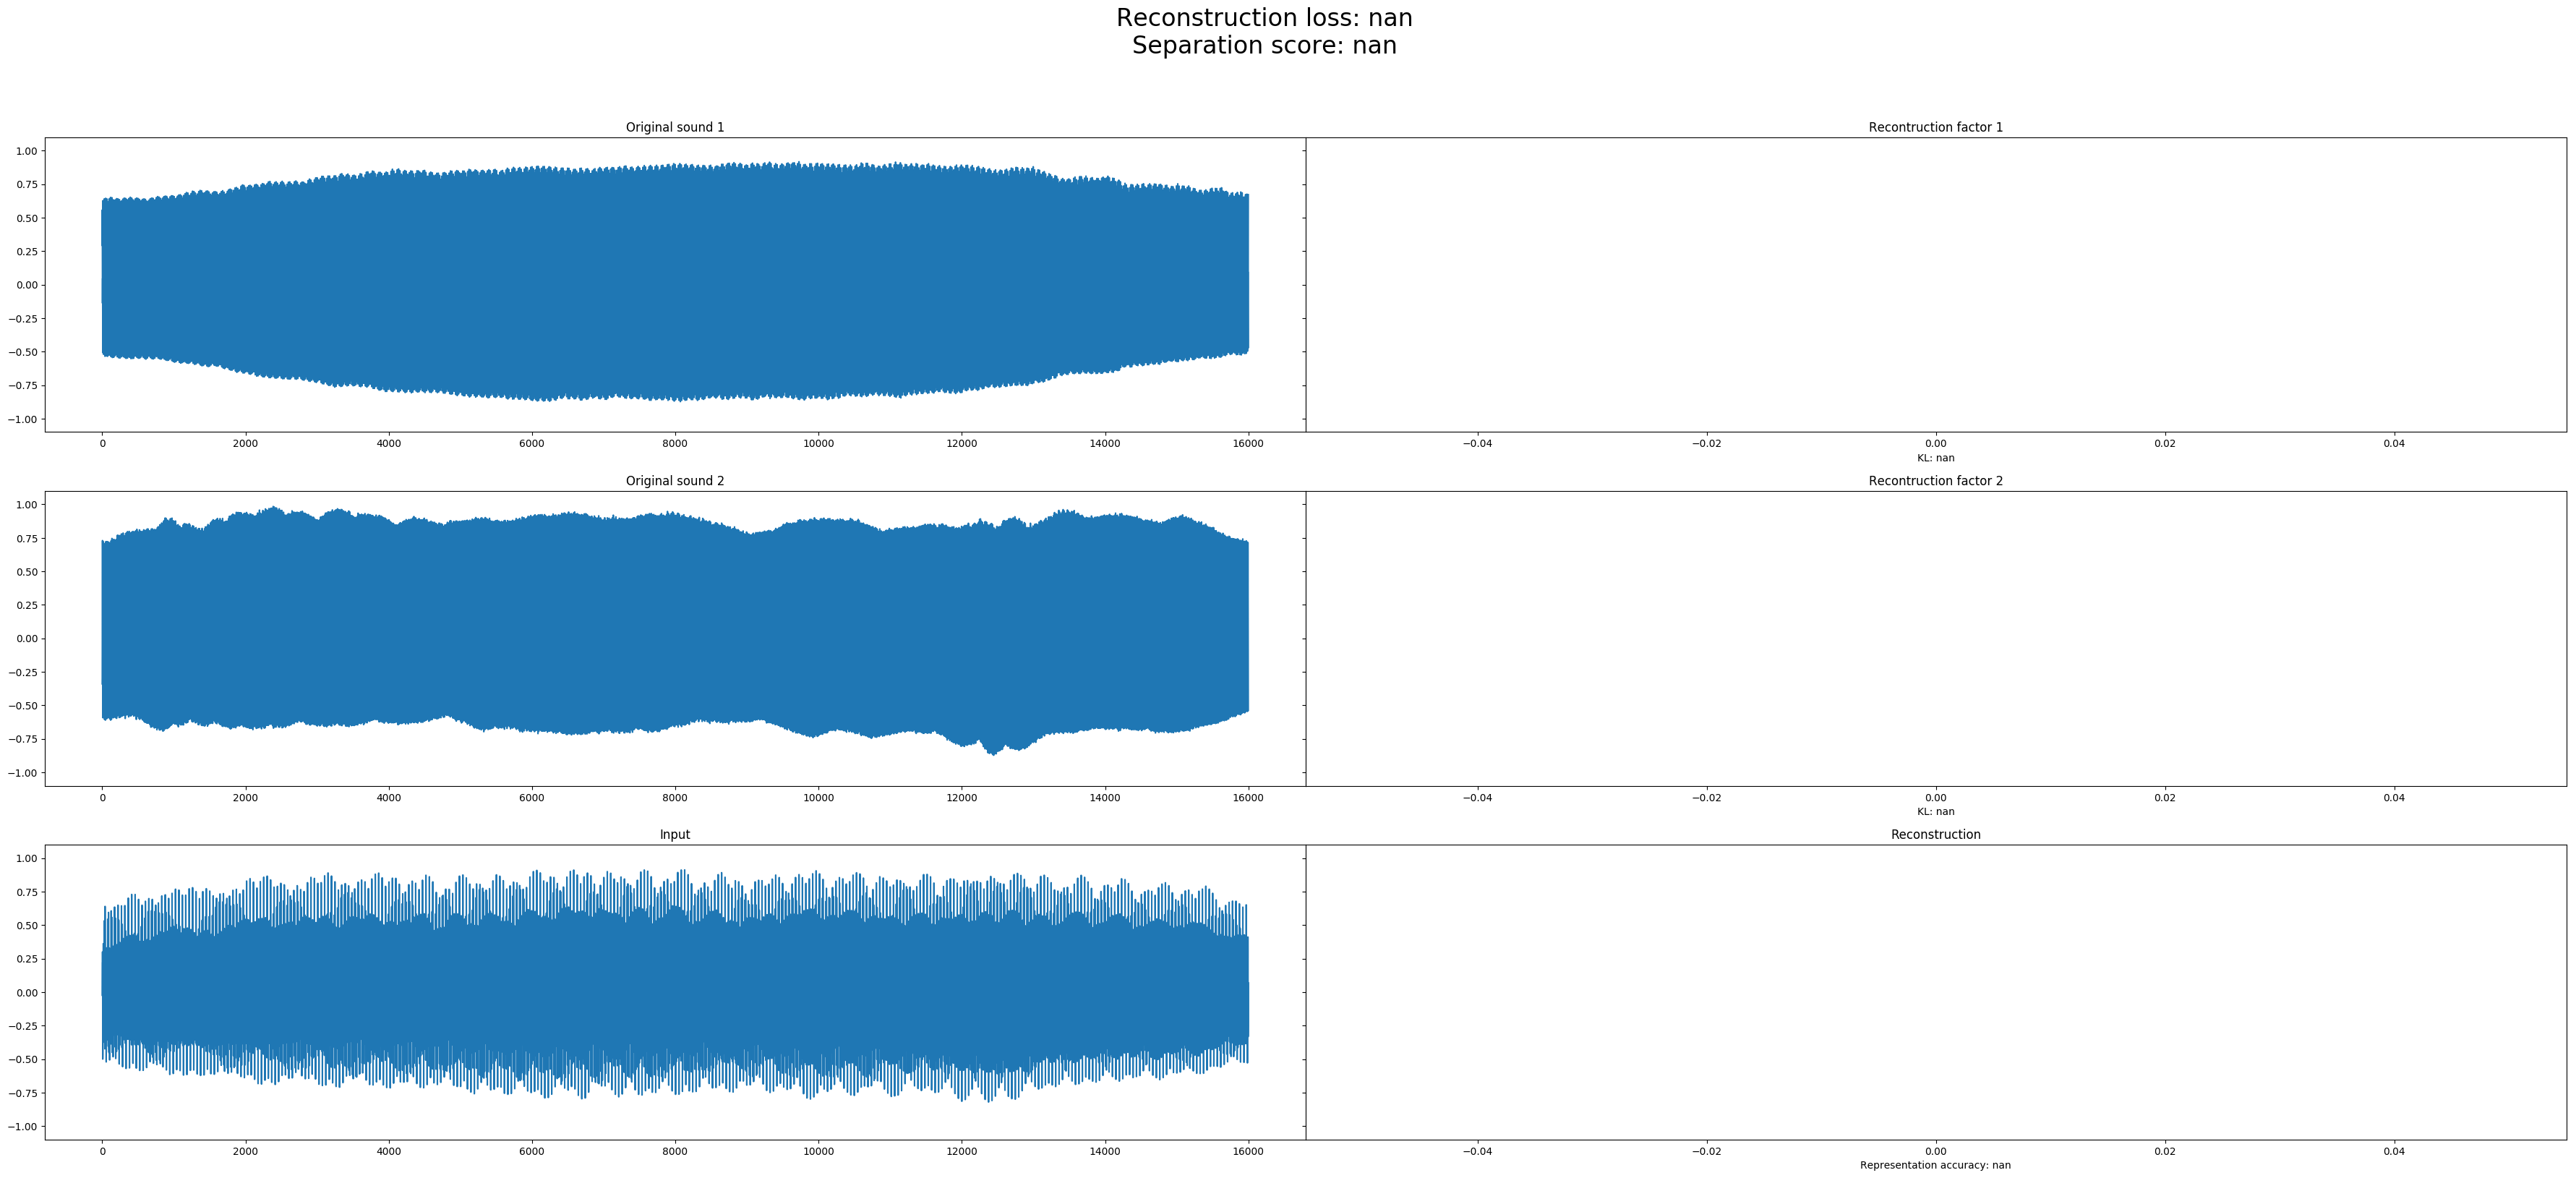 Reconstruction loss: nan
Separation score: nan
Original sound 1
Recontruction factor 1
1.00
0.75
0.50
0.25
0.00
−0.25
−0.50
−0.75
−1.00
0 2000 4000 6000 8000 10000 12000 14000 16000
−0.04 −0.02 0.00 0.02 0.04
KL: nan
Original sound 2
Recontruction factor 2
1.00
0.75
0.50
0.25
0.00
−0.25
−0.50
−0.75
−1.00
0 2000 4000 6000 8000 10000 12000 14000 16000
−0.04 −0.02 0.00 0.02 0.04
KL: nan
Input
Reconstruction
1.00
0.75
0.50
0.25
0.00
−0.25
−0.50
−0.75
−1.00
0 2000 4000 6000 8000 10000 12000 14000 16000
−0.04 −0.02 0.00 0.02 0.04
Representation accuracy: nan